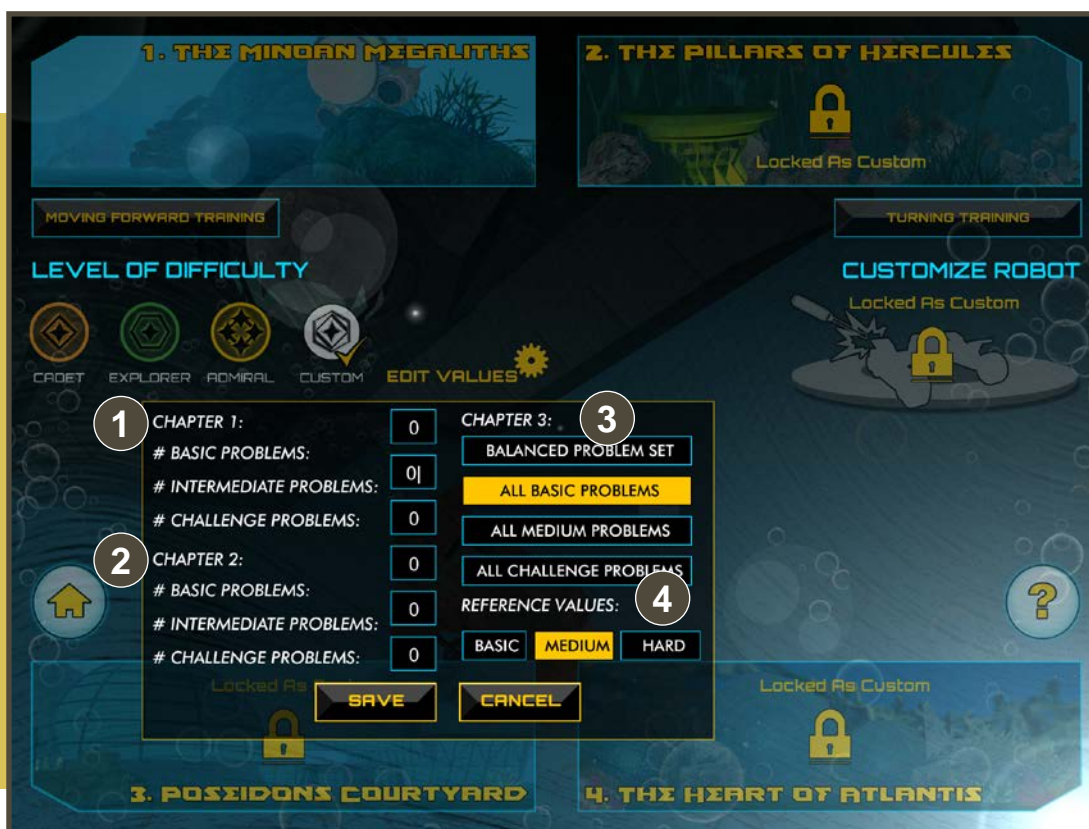 1. THE MINOAN MEGALITHS
2. THE PILLARS OF HERCULES
Locked As Custom
MOVING FORWARD TRAINING
TURNING TRAINING
LEVEL OF DIFFICULTY
CUSTOMIZE ROBOT
Locked As Custom
CADET EXPLORER ADMIRAL CUSTOM EDIT VALUES
1 CHAPTER 1: 0
# BASIC PROBLEMS:
# INTERMEDIATE PROBLEMS: 0
# CHALLENGE PROBLEMS: 0
2 CHAPTER 2: 0
# BASIC PROBLEMS:
# INTERMEDIATE PROBLEMS: 0
# CHALLENGE PROBLEMS: 0
CHAPTER 3: 3
BALANCED PROBLEM SET
ALL BASIC PROBLEMS
ALL MEDIUM PROBLEMS
ALL CHALLENGE PROBLEMS
REFERENCE VALUES: 4
BASIC MEDIUM HARD
?
SAVE CANCEL
Locked As
Locked As Custom
3. POSEIDONS COURTYARD
4. THE HEART OF ATLANTIS